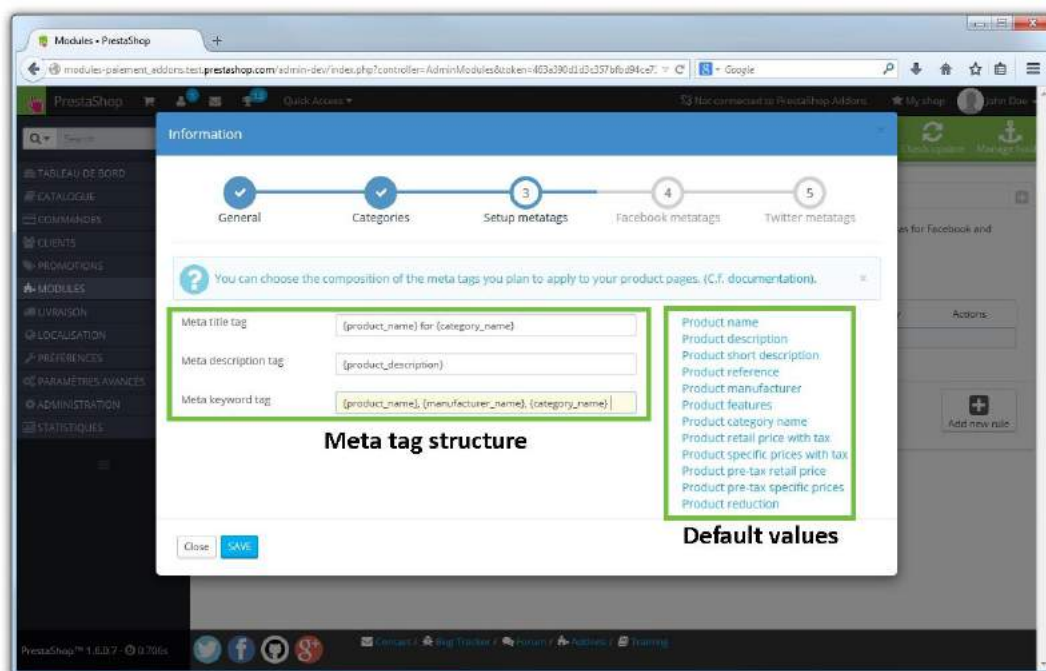 Modules • PrestaShop
modules-paiement_addons.test.prestashop.com/admin-dev/index.php?controller=AdminModules&token=
Google
PrestaShop
Quick Access
Not connected to PrestaShop Addons
My shop
John Doe
Search
Information
Check update
TABLEAU DE BORD
CATALOGUE
COMMANDES
CLIENTS
PROMOTIONS
MODULES
LIVRAISON
LOCALISATION
PRÉFÉRENCES
PARAMÈTRES AVANCÉS
ADMINISTRATION
STATISTIQUES
3 4 5
General Categories Setup metatags Facebook metatags Twitter metatags
for Facebook and
You can choose the composition of the meta tags you plan to apply to your product pages. (C.f. documentation).
Meta title tag {product_name} for {category_name}
Meta description tag {product_description}
Meta keyword tag {product_name}, {manufacturer_name}, {category_name}
Meta tag structure
Product name
Product description
Product short description
Product reference
Product manufacturer
Product features
Product category name
Product retail price with tax
Product specific prices with tax
Product pre-tax retail price
Product pre-tax specific prices
Product reduction
Default values
Actions
Add new rule
Close SAVE
PrestaShop™ 1.6.0.7 - 0.706s
Contact / Bug Tracker / Forum / Addons / Training